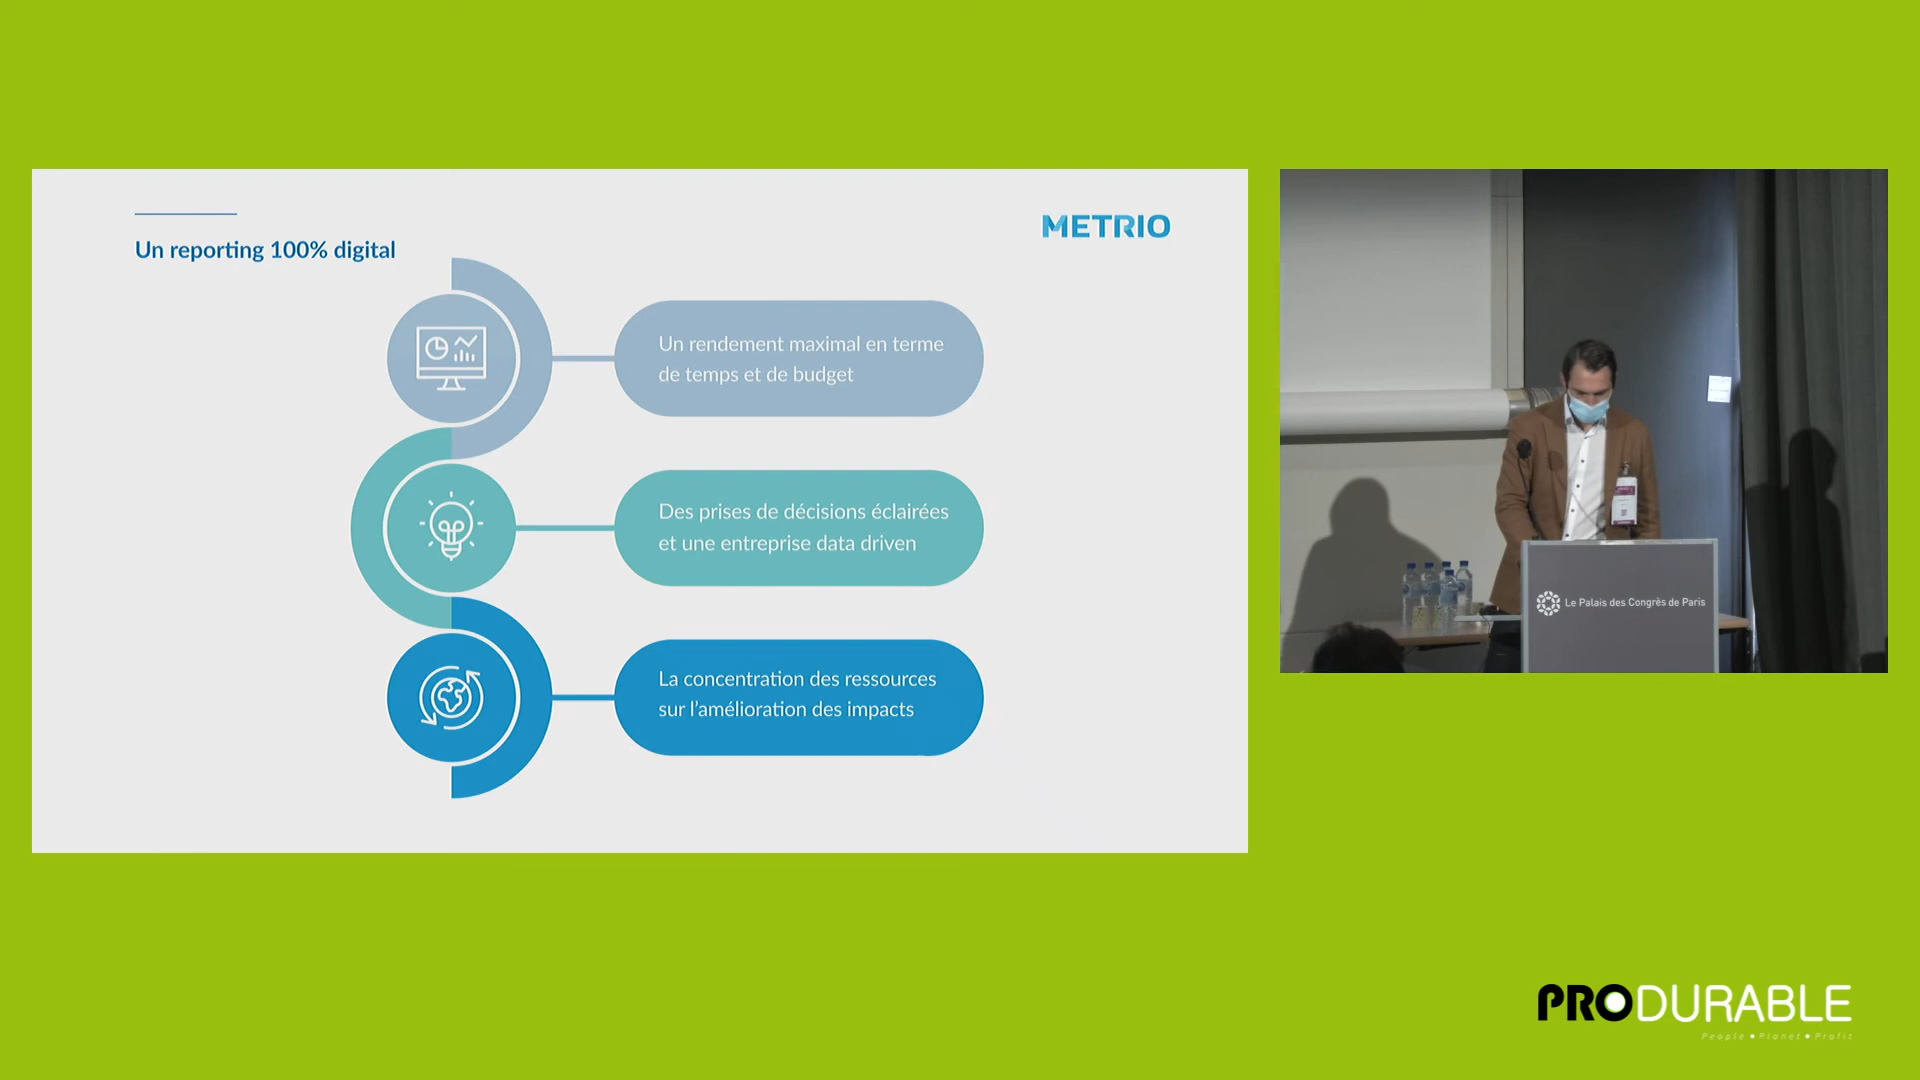 Un reporting 100% digital
METRIO
Un rendement maximal en terme
de temps et de budget
Des prises de décisions éclairées
et une entreprise data driven
La concentration des ressources
sur l'amélioration des impacts
Le Palais des Congrès de Paris
PRODURABLE
People • Planet • Profit